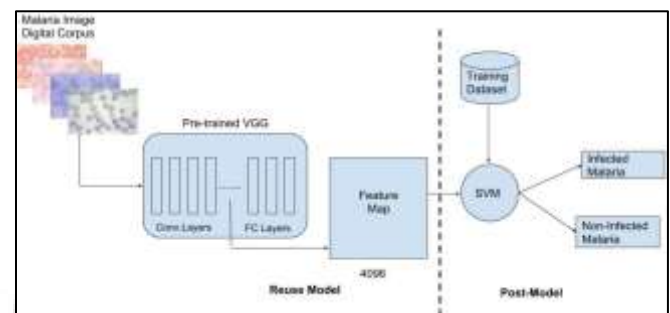 Malaria Image
Digital Corpus
Pre-trained VGG
Conv Layers
FC Layers
Feature
Map
4096
Reuse Model
Training
Dataset
SVM
Infected
Malaria
Non-Infected
Malaria
Post-Model